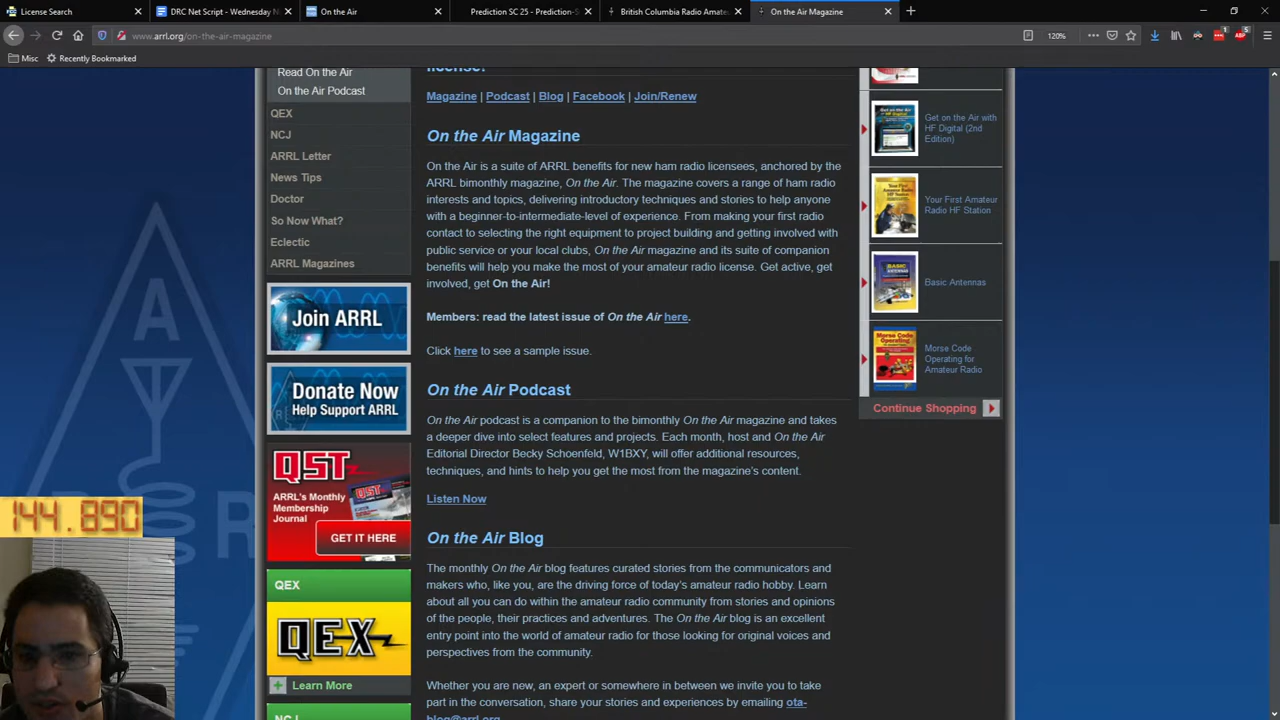 License Search
DRC Net Script - Wednesday N
On the Air
Prediction SC 25 - Prediction-S
British Columbia Radio Amate
On the Air Magazine
www.arrl.org/on-the-air-magazine
120%
Misc
Recently Bookmarked
Read On the Air
On the Air Podcast
QEX
NCJ
ARRL Letter
News Tips
Doctor
So Now What?
Eclectic
ARRL Magazines
Join ARRL
Donate Now
Help Support ARRL
QST
ARRL's Monthly
Membership
Journal
GET IT HERE
QEX
QEX
Learn More
NCJ
144.890
license!
Magazine | Podcast | Blog | Facebook | Join/Renew
On the Air Magazine
On the Air is a suite of ARRL benefits for new ham radio licensees, anchored by the
ARRL bimonthly magazine, On the Air. The magazine covers a range of ham radio
interests and topics, delivering introductory techniques and stories to help anyone
with a beginner-to-intermediate-level of experience. From making your first radio
contact to selecting the right equipment to project building and getting involved with
public service or your local clubs, On the Air magazine and its suite of companion
benefits will help you make the most of your amateur radio license. Get active, get
involved, get On the Air!
Members: read the latest issue of On the Air here.
Click here to see a sample issue.
On the Air Podcast
On the Air podcast is a companion to the bimonthly On the Air magazine and takes
a deeper dive into select features and projects. Each month, host and On the Air
Editorial Director Becky Schoenfeld, W1BXY, will offer additional resources,
techniques, and hints to help you get the most from the magazine's content.
Listen Now
On the Air Blog
The monthly On the Air blog features curated stories from the communicators and
makers who, like you, are the driving force of today's amateur radio hobby. Learn
about all you can do within the amateur radio community from stories and opinions
of the people, their practices and adventures. The On the Air blog is an excellent
entry point into the world of amateur radio for those looking for original voices and
perspectives from the community.
Whether you are new, an expert or somewhere in between we invite you to take
part in the conversation, share your stories and experiences by emailing ota-
blog@arrl.org
Get on the Air with
HF Digital (2nd
Edition)
Your First Amateur
Radio HF Station
Basic Antennas
Morse Code
Operating for
Amateur Radio
Continue Shopping